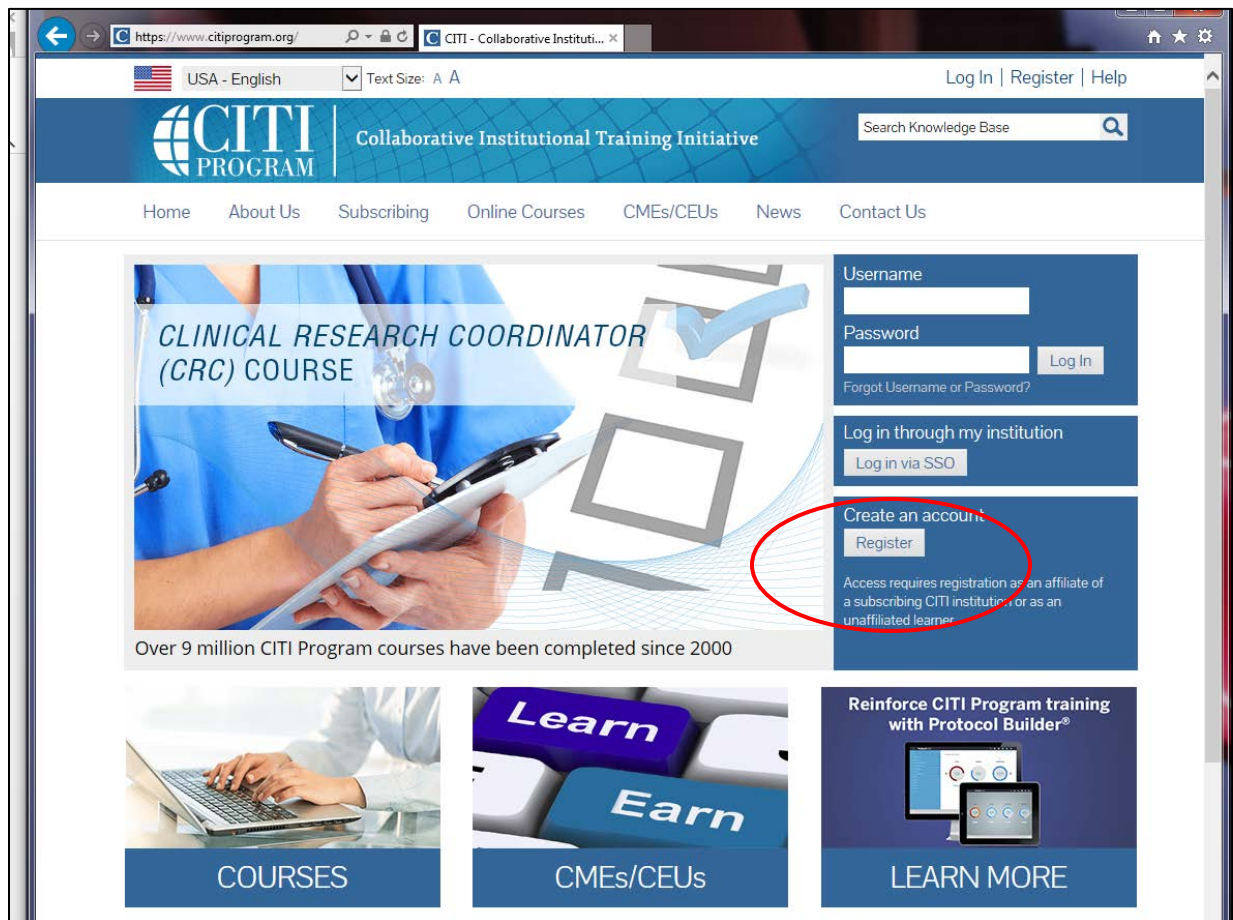 https://www.citiprogram.org/
CITI - Collaborative Instituti...
USA - English
Text Size: A A
Log In | Register | Help
CITI
PROGRAM
Collaborative Institutional Training Initiative
Search Knowledge Base
Home About Us Subscribing Online Courses CMEs/CEUs News Contact Us
CLINICAL RESEARCH COORDINATOR
(CRC) COURSE
Over 9 million CITI Program courses have been completed since 2000
Username
Password
Log In
Forgot Username or Password?
Log in through my institution
Log in via SSO
Create an account
Register
Access requires registration as an affiliate of
a subscribing CITI institution or as an
unaffiliated learner
Learn
Earn
Reinforce CITI Program training
with Protocol Builder®
COURSES
CMEs/CEUs
LEARN MORE